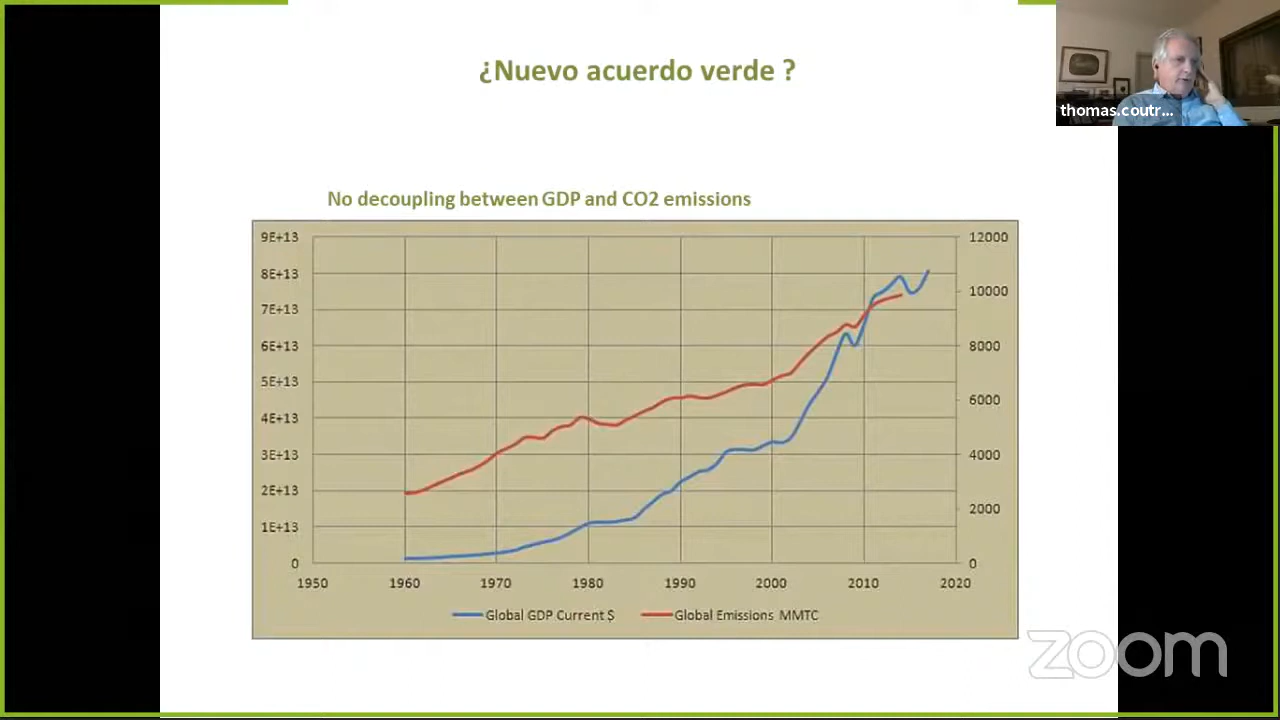 ¿Nuevo acuerdo verde ?
thomas.coutr...
No decoupling between GDP and CO2 emissions
9E+13
8E+13
7E+13
6E+13
5E+13
4E+13
3E+13
2E+13
1E+13
0
12000
10000
8000
6000
4000
2000
0
1950 1960 1970 1980 1990 2000 2010 2020
Global GDP Current $ Global Emissions MMTC
zoom